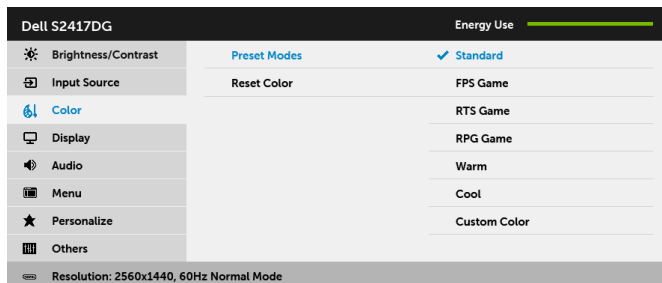 Dell S2417DG Energy Use
Brightness/Contrast Preset Modes Standard
Input Source Reset Color FPS Game
Color RTS Game
Display RPG Game
Audio Warm
Menu Cool
Personalize Custom Color
Others
Resolution: 2560x1440, 60Hz Normal Mode